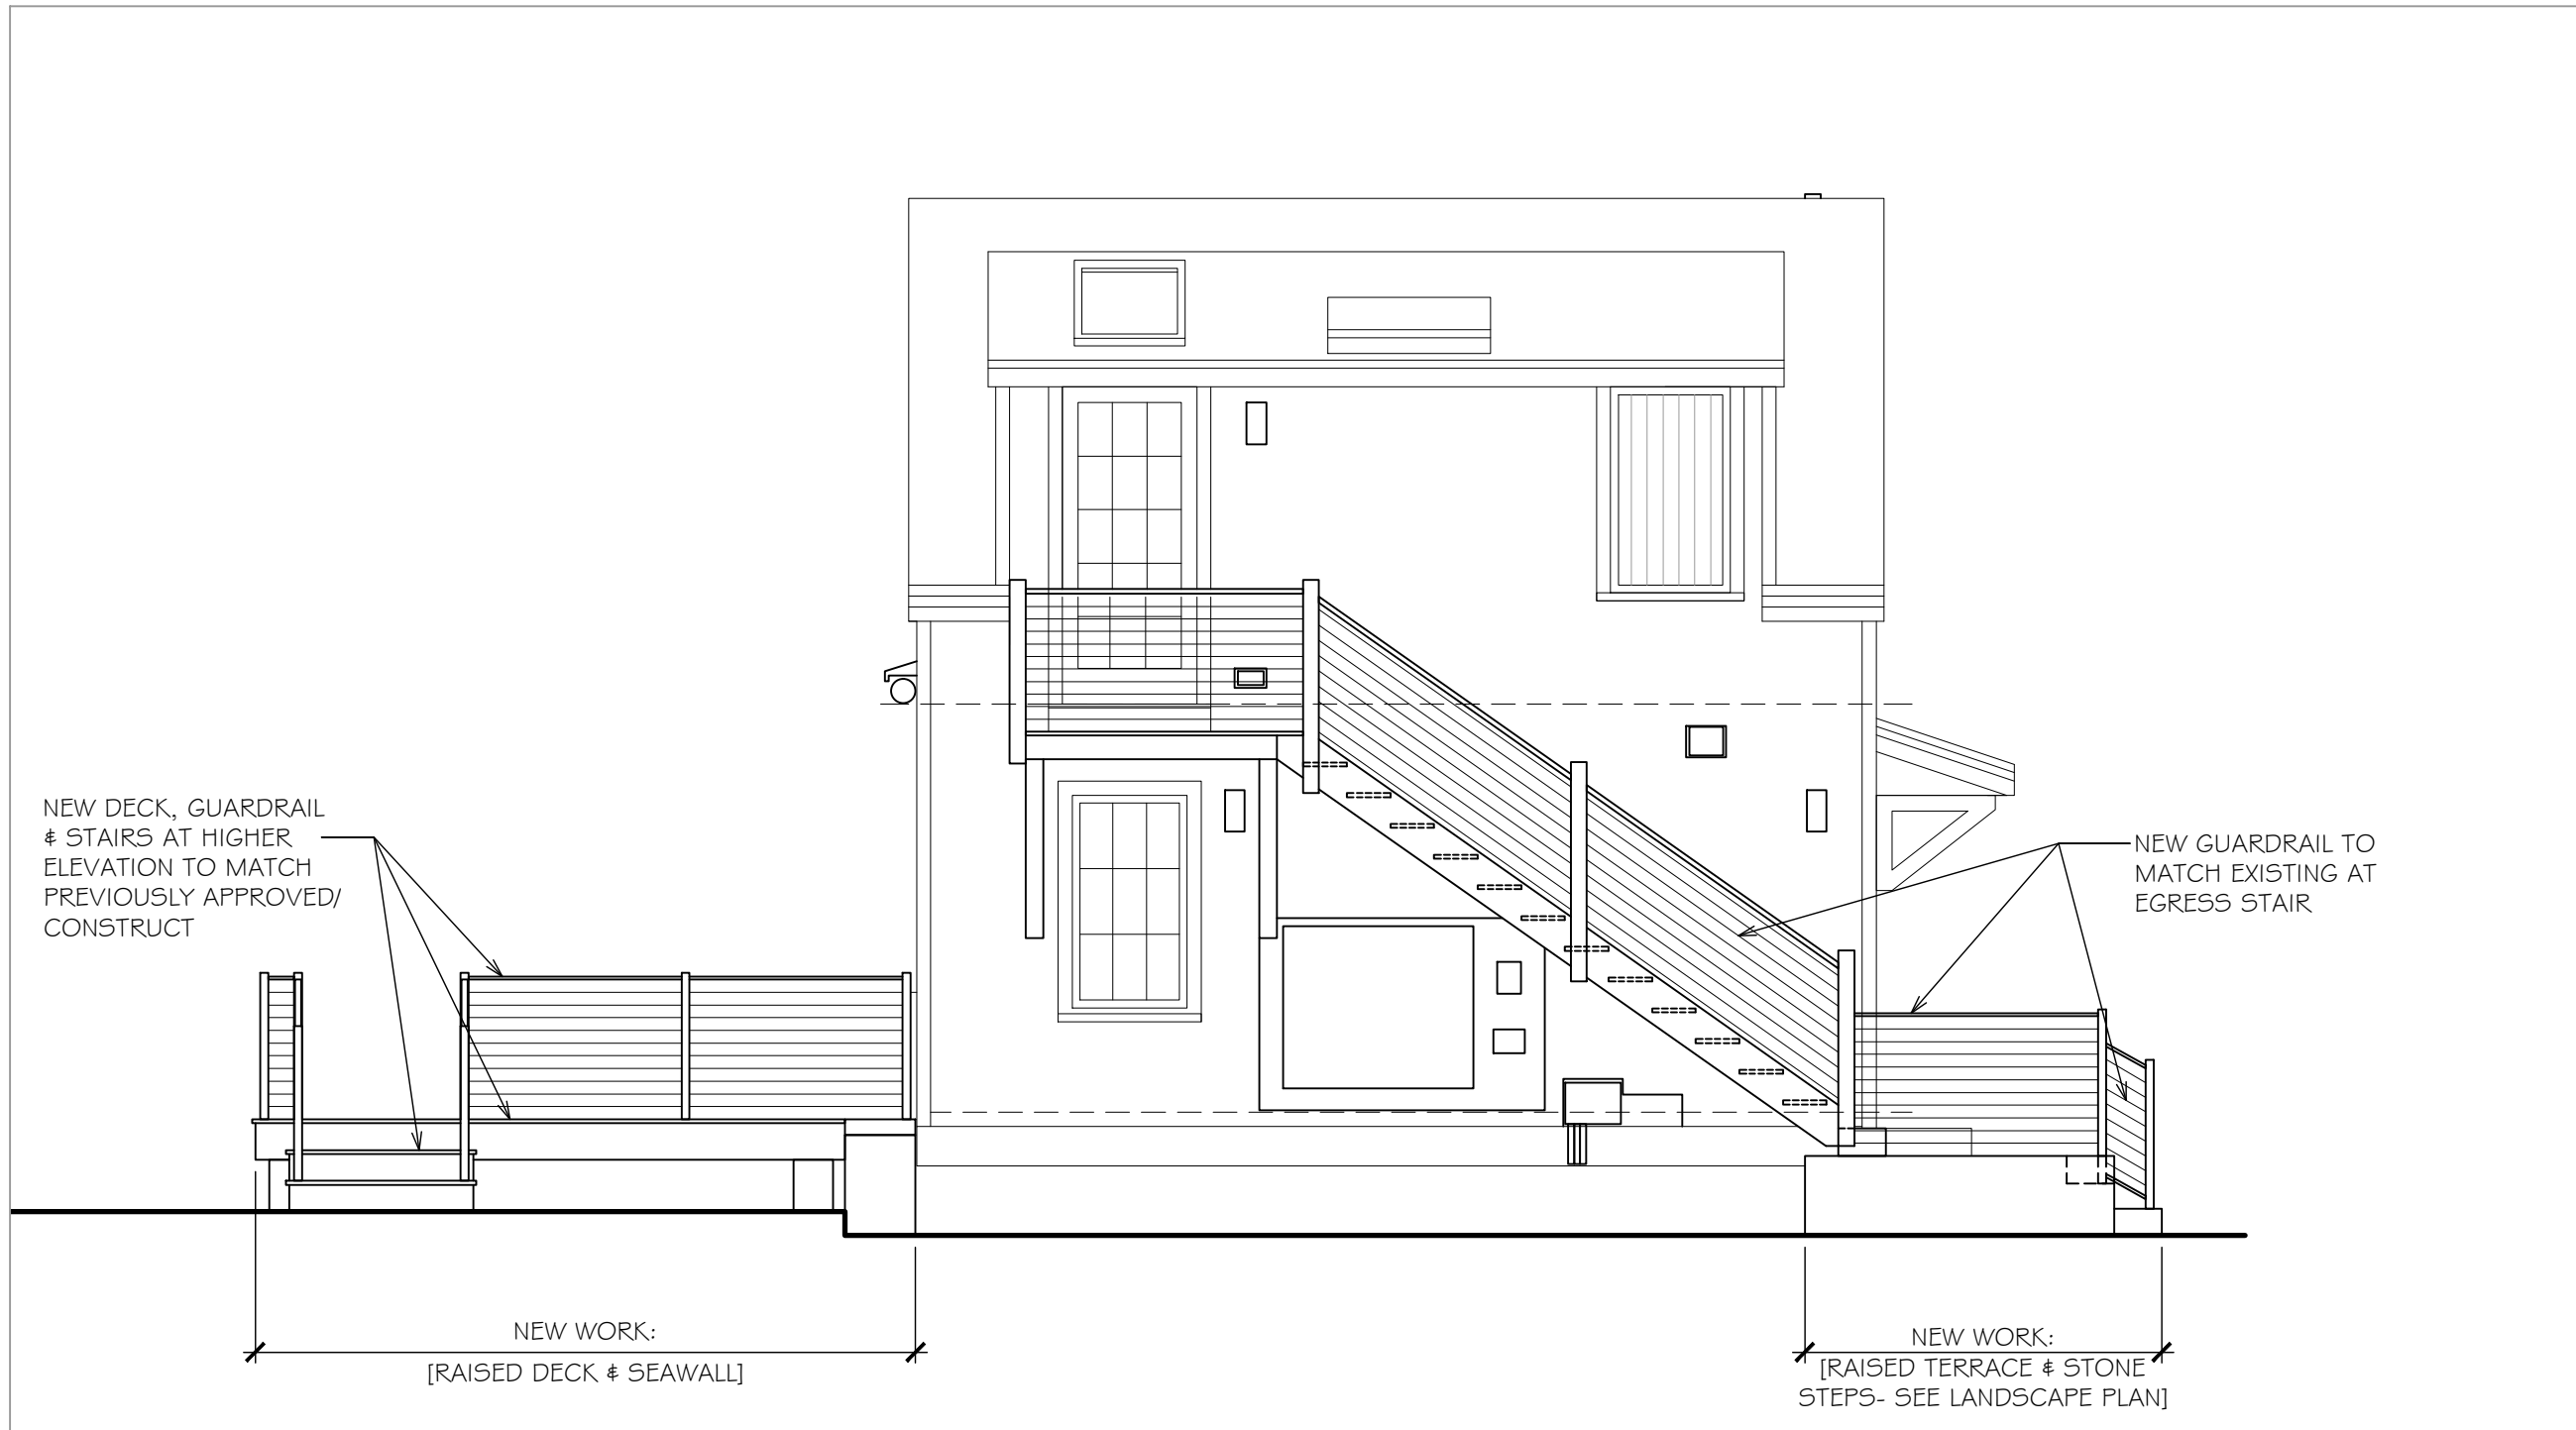 NEW DECK, GUARDRAIL
& STAIRS AT HIGHER
ELEVATION TO MATCH
PREVIOUSLY APPROVED/
CONSTRUCT
NEW GUARDRAIL TO
MATCH EXISTING AT
EGRESS STAIR
NEW WORK:
[RAISED DECK & SEAWALL]
NEW WORK:
[RAISED TERRACE & STONE
STEPS- SEE LANDSCAPE PLAN]